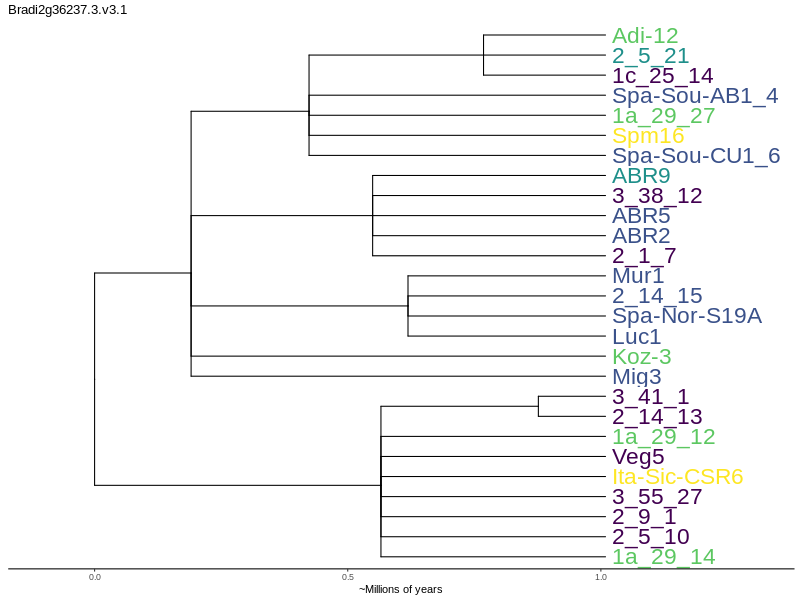 Bradi2g36237.3.v3.1
Adi-12
2_5_21
1c_25_14
Spa-Sou-AB1_4
1a_29_27
Spm16
Spa-Sou-CU1_6
ABR9
3_38_12
ABR5
ABR2
2_1_7
Mur1
2_14_15
Spa-Nor-S19A
Luc1
Koz-3
Mig3
3_41_1
2_14_13
1a_29_12
Veg5
Ita-Sic-CSR6
3_55_27
2_9_1
2_5_10
1a_29_14
0.0 0.5 1.0
~Millions of years